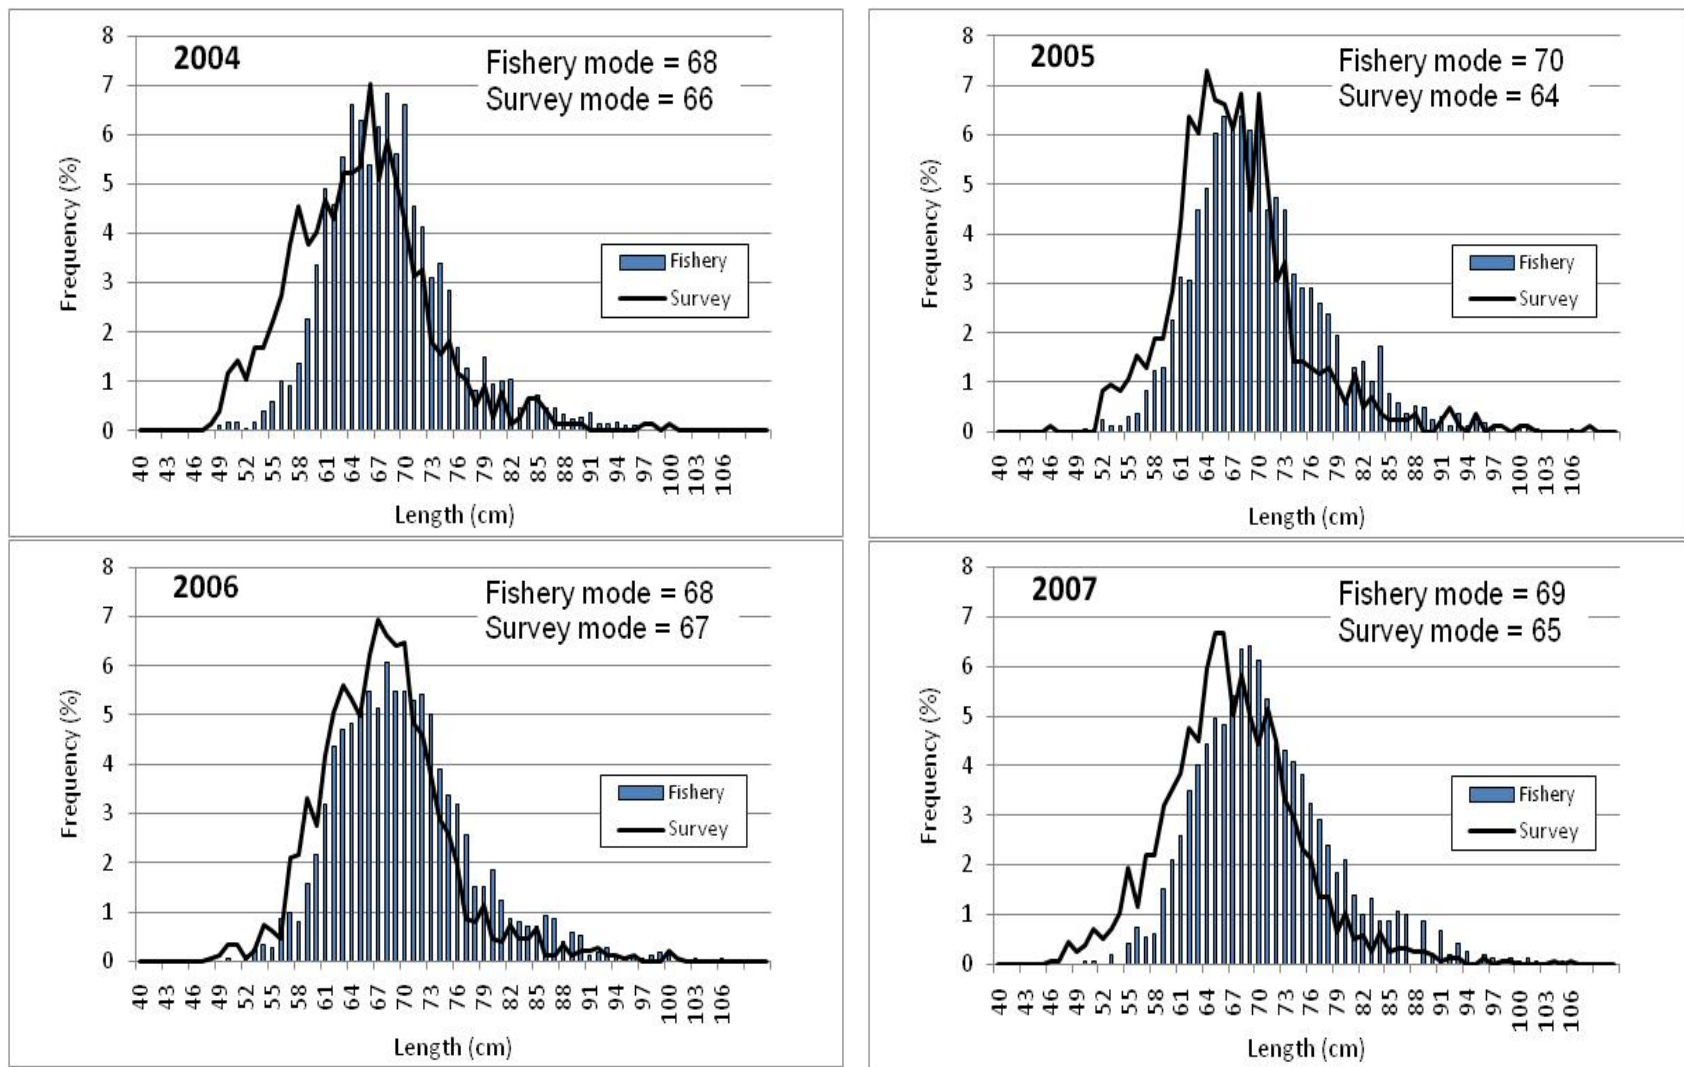 2004
Fishery mode = 68
Survey mode = 66
8
7
6
5
4
3
2
1
0
Frequency (%)
Fishery
Survey
40 43 46 49 52 55 58 61 64 67 70 73 76 79 82 85 88 91 94 97 100 103 106
Length (cm)
2005
Fishery mode = 70
Survey mode = 64
8
7
6
5
4
3
2
1
0
Frequency (%)
Fishery
Survey
40 43 46 49 52 55 58 61 64 67 70 73 76 79 82 85 88 91 94 97 100 103 106
Length (cm)
2006
Fishery mode = 68
Survey mode = 67
8
7
6
5
4
3
2
1
0
Frequency (%)
Fishery
Survey
40 43 46 49 52 55 58 61 64 67 70 73 76 79 82 85 88 91 94 97 100 103 106
Length (cm)
2007
Fishery mode = 69
Survey mode = 65
8
7
6
5
4
3
2
1
0
Frequency (%)
Fishery
Survey
40 43 46 49 52 55 58 61 64 67 70 73 76 79 82 85 88 91 94 97 100 103 106
Length (cm)